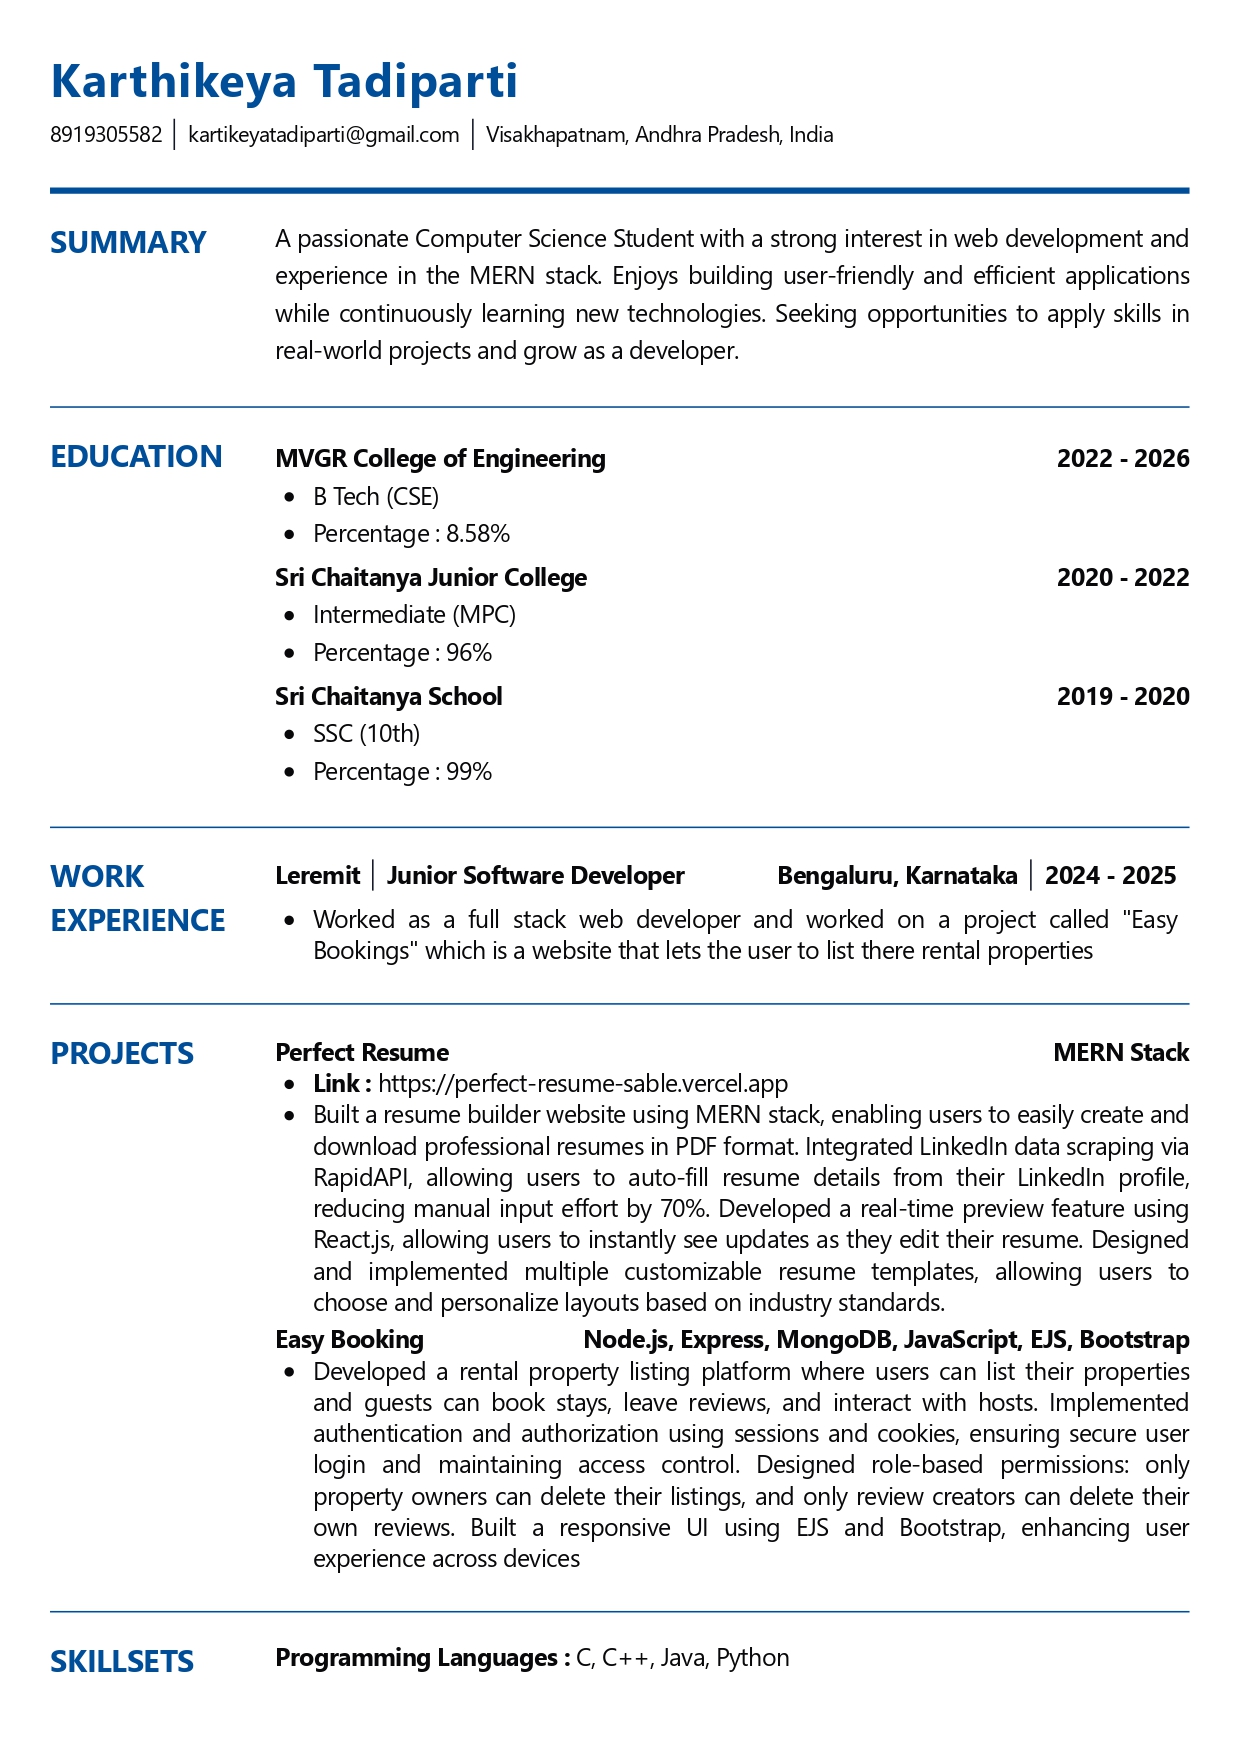 Karthikeya Tadiparti
8919305582 | kartikeyatadiparti@gmail.com | Visakhapatnam, Andhra Pradesh, India
SUMMARY
A passionate Computer Science Student with a strong interest in web development and
experience in the MERN stack. Enjoys building user-friendly and efficient applications
while continuously learning new technologies. Seeking opportunities to apply skills in
real-world projects and grow as a developer.
EDUCATION
MVGR College of Engineering 2022 - 2026
• B Tech (CSE)
• Percentage : 8.58%
Sri Chaitanya Junior College 2020 - 2022
• Intermediate (MPC)
• Percentage : 96%
Sri Chaitanya School 2019 - 2020
• SSC (10th)
• Percentage : 99%
WORK EXPERIENCE
Leremit | Junior Software Developer Bengaluru, Karnataka | 2024 - 2025
• Worked as a full stack web developer and worked on a project called "Easy
Bookings" which is a website that lets the user to list there rental properties
PROJECTS
Perfect Resume MERN Stack
• Link : https://perfect-resume-sable.vercel.app
• Built a resume builder website using MERN stack, enabling users to easily create and
download professional resumes in PDF format. Integrated LinkedIn data scraping via
RapidAPI, allowing users to auto-fill resume details from their LinkedIn profile,
reducing manual input effort by 70%. Developed a real-time preview feature using
React.js, allowing users to instantly see updates as they edit their resume. Designed
and implemented multiple customizable resume templates, allowing users to
choose and personalize layouts based on industry standards.
Easy Booking Node.js, Express, MongoDB, JavaScript, EJS, Bootstrap
• Developed a rental property listing platform where users can list their properties
and guests can book stays, leave reviews, and interact with hosts. Implemented
authentication and authorization using sessions and cookies, ensuring secure user
login and maintaining access control. Designed role-based permissions: only
property owners can delete their listings, and only review creators can delete their
own reviews. Built a responsive UI using EJS and Bootstrap, enhancing user
experience across devices
SKILLSETS
Programming Languages : C, C++, Java, Python